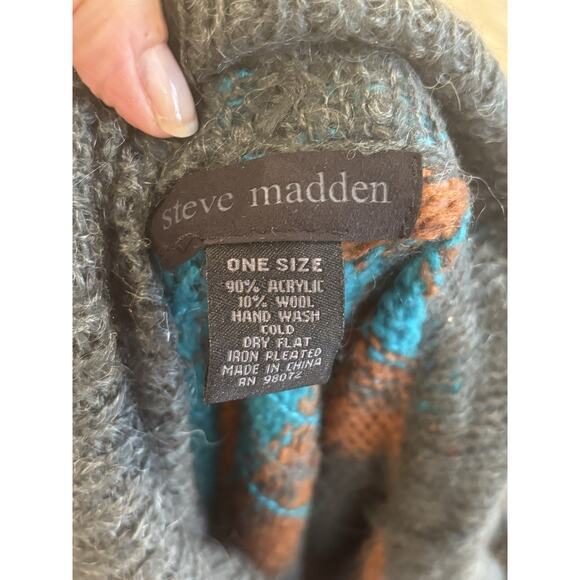 steve madden
ONE SIZE
90% ACRYLIC
10% WOOL
HAND WASH
COLD
DRY FLAT
IRON PLEATED
MADE IN CHINA
RN 98072